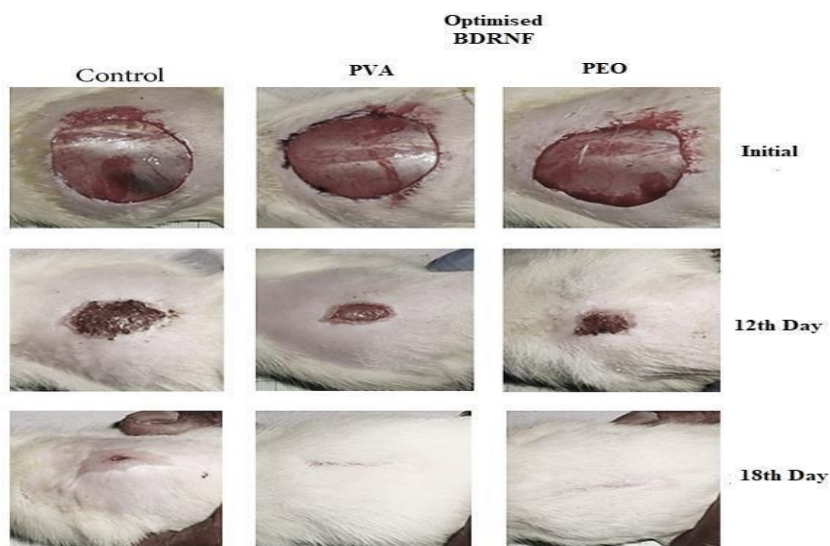 Optimised
BDRNF
Control
PVA
PEO
Initial
12th Day
18th Day